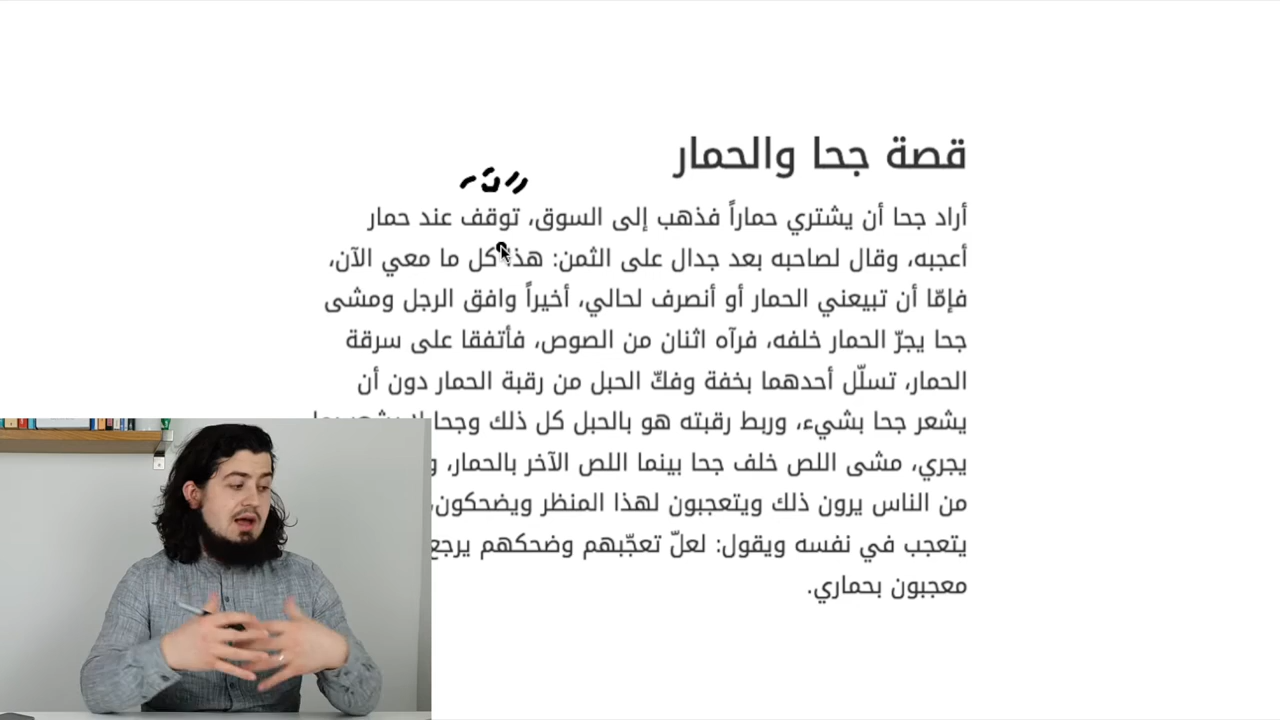 قصة جحا والحمار
أراد جحا أن يشتري حماراً فذهب إلى السوق، توقف عند حمار
أعجبه، وقال لصاحبه بعد جدال على الثمن: هذا كل ما معي الآن،
فإمّا أن تبيعني الحمار أو أنصرف لحالي، أخيراً وافق الرجل ومشى
جحا يجرّ الحمار خلفه، فرآه اثنان من الصوص، فأتفقا على سرقة
الحمار، تسلّل أحدهما بخفة وفكّ الحبل من رقبة الحمار دون أن
يشعر جحا بشيء، وربط رقبته هو بالحبل كل ذلك وجحا
يجري، مشى اللص خلف جحا بينما اللص الآخر بالحمار،
من الناس يرون ذلك ويتعجبون لهذا المنظر ويضحكون،
يتعجب في نفسه ويقول: لعلّ تعجّبهم وضحكهم
معجبون بحماري.